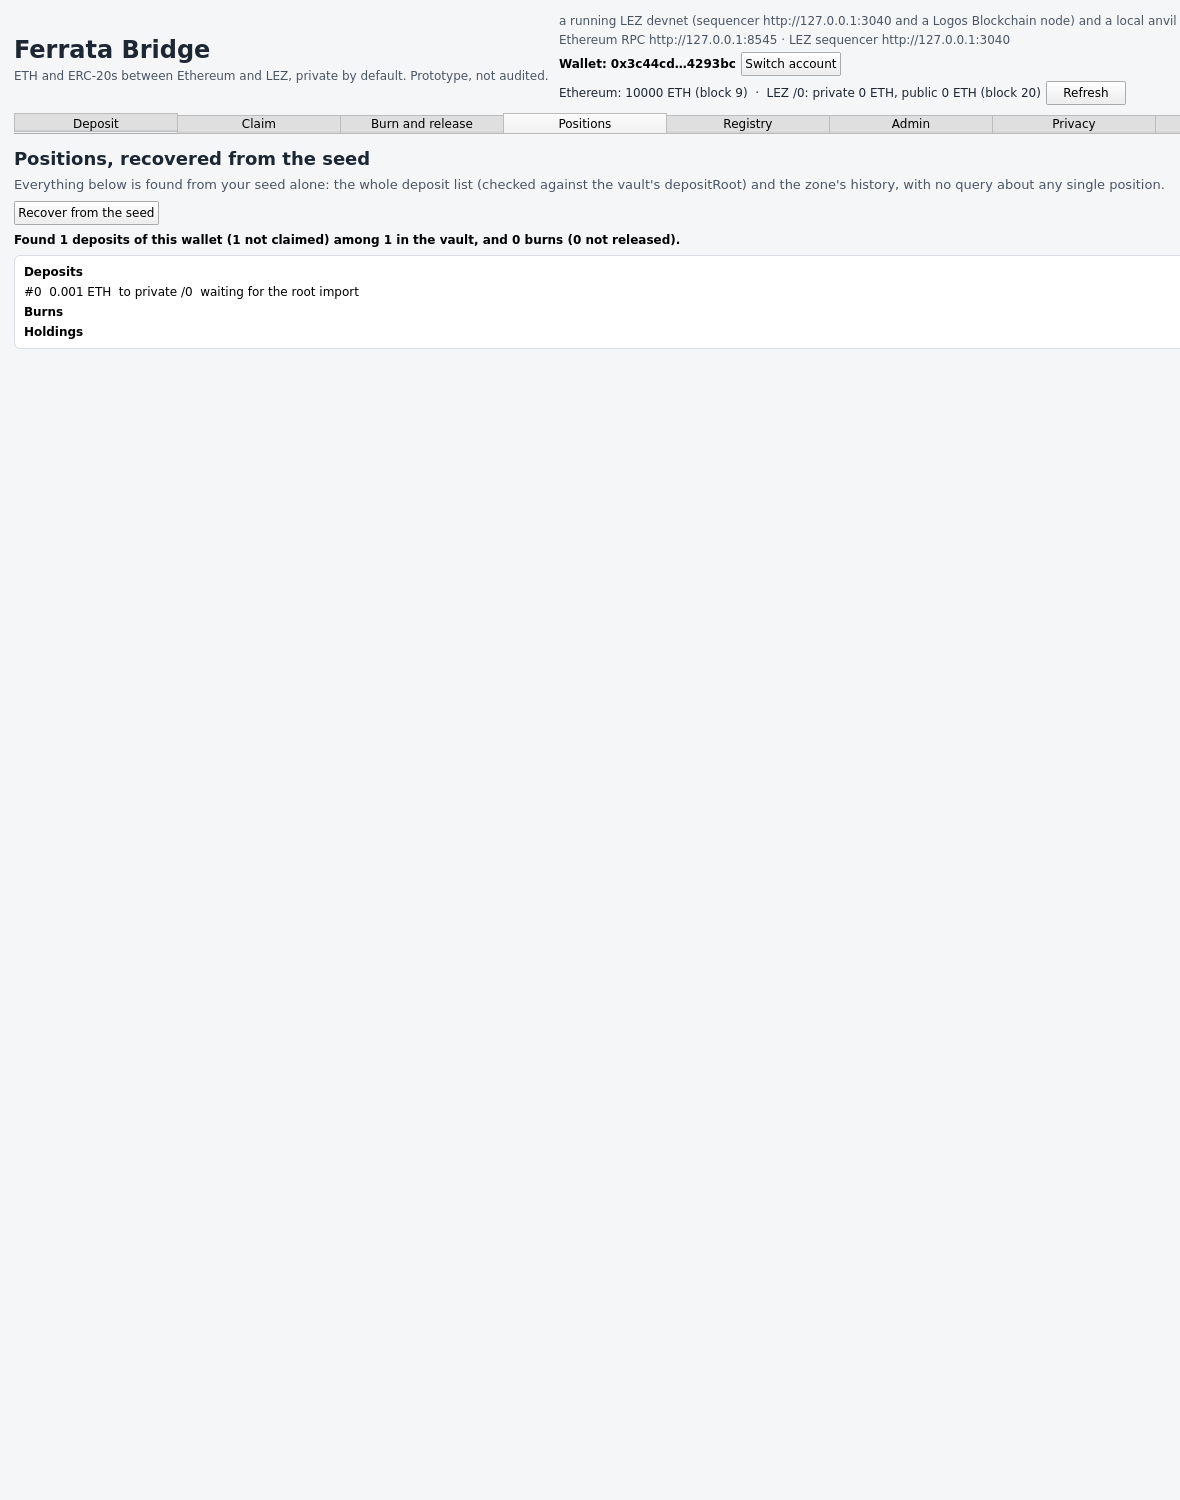 a running LEZ devnet (sequencer http://127.0.0.1:3040 and a Logos Blockchain node) and a local anvil
Ferrata Bridge
Ethereum RPC http://127.0.0.1:8545 · LEZ sequencer http://127.0.0.1:3040
Wallet: 0x3c44cd…4293bc Switch account
ETH and ERC-20s between Ethereum and LEZ, private by default. Prototype, not audited.
Ethereum: 10000 ETH (block 9) · LEZ /0: private 0 ETH, public 0 ETH (block 20) Refresh
Deposit Claim Burn and release Positions Registry Admin Privacy
Positions, recovered from the seed
Everything below is found from your seed alone: the whole deposit list (checked against the vault's depositRoot) and the zone's history, with no query about any single position.
Recover from the seed
Found 1 deposits of this wallet (1 not claimed) among 1 in the vault, and 0 burns (0 not released).
Deposits
#0 0.001 ETH to private /0 waiting for the root import
Burns
Holdings